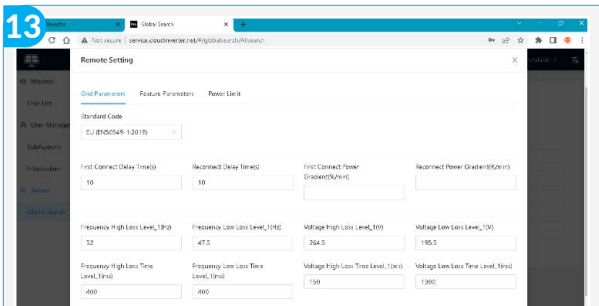 13
Global Search
Not secure | service.cloudinverter.net/#/globalsearch/Allsearch
Remote Setting
Monitor
Grid Parameters Feature Parameters Power Limit
User List
Standard Code
User Manage
EU (EN50549-1:2019)
SubAccount
Information
First Connect Delay Time(s) Reconnect Delay Time(s) First Connect Power Gradient(%/min) Reconnect Power Gradient(%/min)
10 10
Service
Global Search
Frequency High Loss Level_1(Hz) Frequency Low Loss Level_1(Hz) Voltage High Loss Level_1(V) Voltage Low Loss Level_1(V)
52 47.5 264.5 195.5
Frequency High Loss Time Level_1(ms) Frequency Low Loss Time Level_1(ms) Voltage High Loss Time Level_1(ms) Voltage Low Loss Time Level_1(ms)
400 400 150 1300